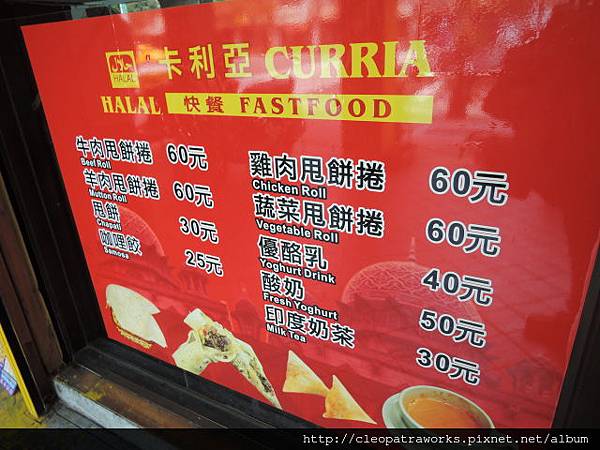 حلال
HALAL
"卡利亞 CURRIA
HALAL 快餐 FASTFOOD
牛肉甩餅捲 60元
Beef Roll
羊肉甩餅捲 60元
Mutton Roll
甩餅 30元
Chapati
咖哩餃 25元
Samosa
雞肉甩餅捲 60元
Chicken Roll
蔬菜甩餅捲 60元
Vegetable Roll
優酪乳 40元
Yoghurt Drink
酸奶 50元
Fresh Yoghurt
印度奶茶 30元
Milk Tea
http://cleopatraworks.pixnet.net/album